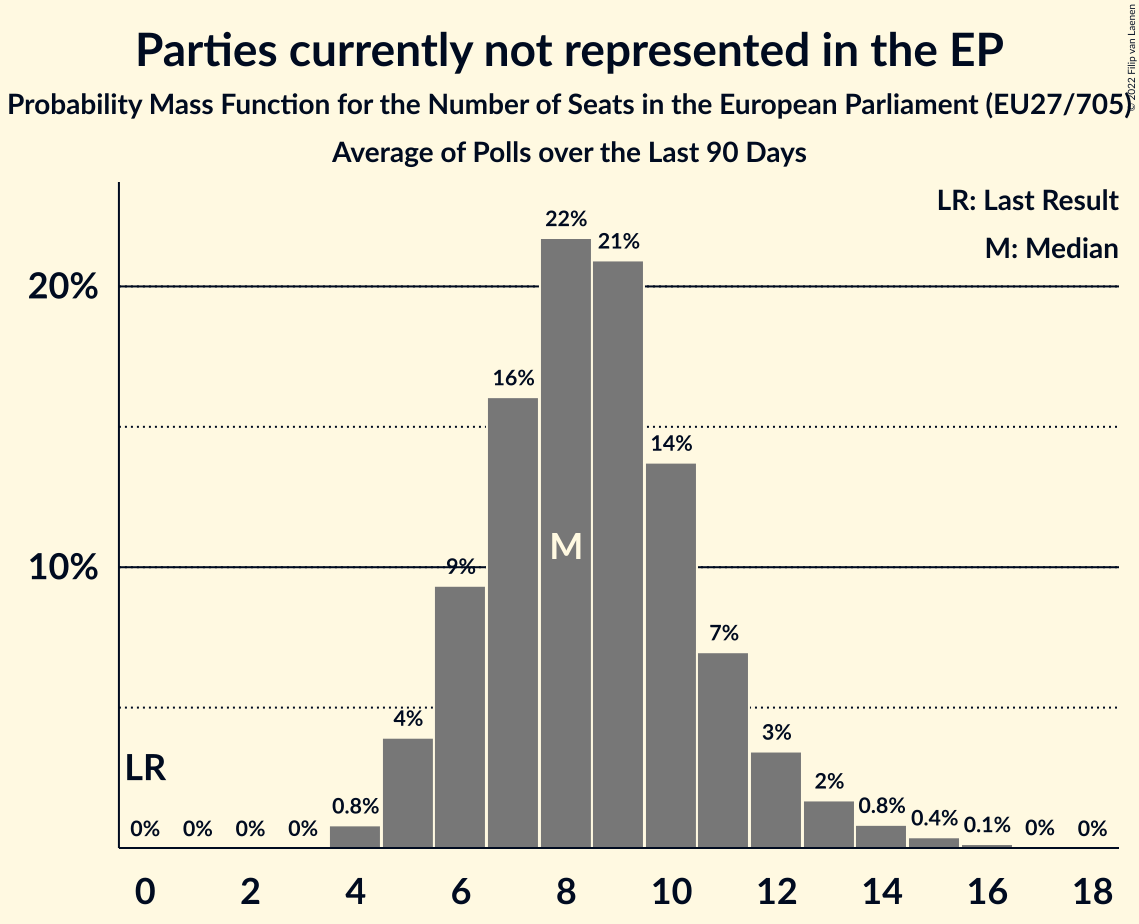 Parties currently not represented in the EP
Probability Mass Function for the Number of Seats in the European Parliament (EU27/705)
Average of Polls over the Last 90 Days
© 2022 Filip van Laenen
LR: Last Result
M: Median
20%
10%
22%
21%
16%
14%
9%
7%
4%
3%
2%
0.8%
0.8%
0.4%
0.1%
0% 0% 0% 0%
0% 0%
M
LR
0 2 4 6 8 10 12 14 16 18